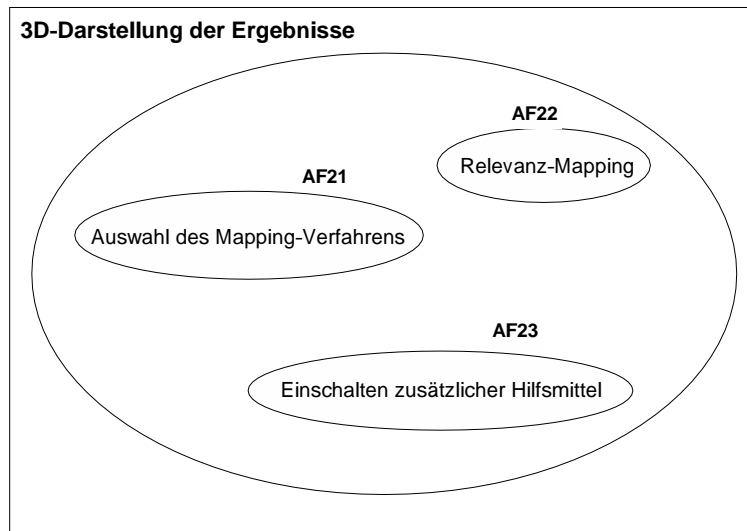 3D-Darstellung der Ergebnisse
AF22
Relevanz-Mapping
AF21
Auswahl des Mapping-Verfahrens
AF23
Einschalten zusätzlicher Hilfsmittel